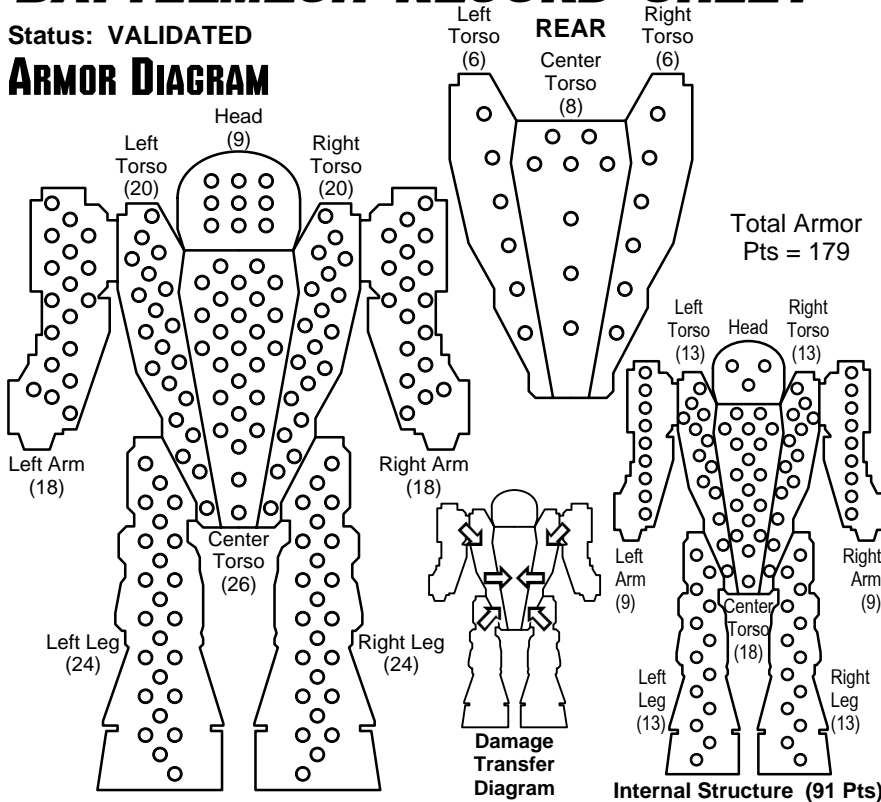 BATTLEMECH RECORD SHEET
Status: VALIDATED
ARMOR DIAGRAM
Head
(9)
Left
Torso
(20)
Right
Torso
(20)
Left Arm
(18)
Right Arm
(18)
Center
Torso
(26)
Left Leg
(24)
Right Leg
(24)
REAR
Left
Torso
(6)
Center
Torso
(8)
Right
Torso
(6)
Total Armor
Pts = 179
Left
Torso
(13)
Head
Right
Torso
(13)
Left
Arm
(9)
Right
Arm
(9)
Center
Torso
(18)
Left
Leg
(13)
Right
Leg
(13)
Damage
Transfer
Diagram
Internal Structure (91 Pts)